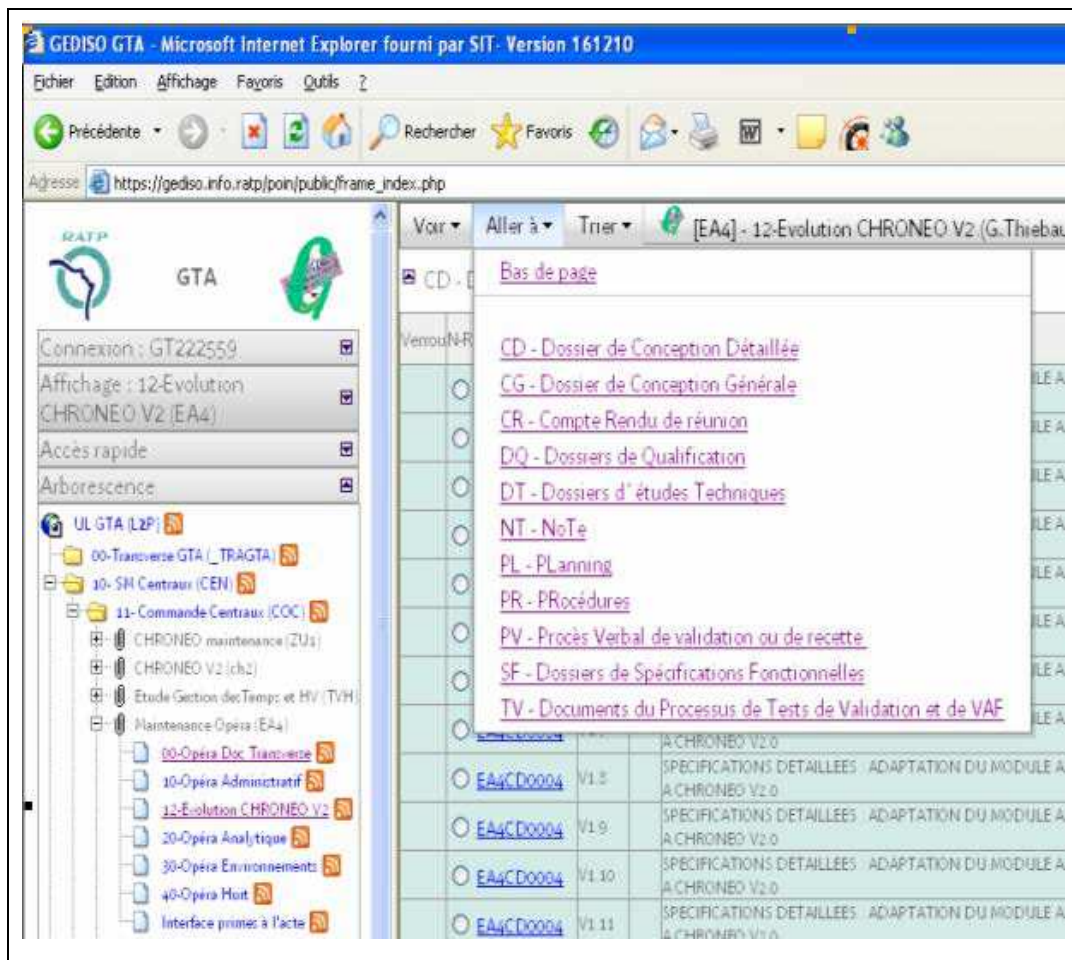 GEDISO GTA - Microsoft Internet Explorer fourni par SIT- Version 161210
Fichier Edition Affichage Favoris Outils ?
Précédente Rechercher Favoris
Adresse https://gediso.info.ratp/poin/public/frame_index.php
RATP
GTA
Connexion : GT222559
Affichage : 12-Evolution
CHRONEO V2 (EA4)
Accès rapide
Arborescence
UL GTA (L2P)
00-Transverse GTA (_TRAGTA)
10- SM Centraux (CEN)
11- Commande Centraux (COC)
CHRONEO maintenance (ZU1)
CHRONEO V2 (ch2)
Etude Gestion des Temps et HV (TVH)
Maintenance Opéra (EA4)
00-Opéra Doc Transverse
10-Opéra Administratif
12-Evolution CHRONEO V2
20-Opéra Analytique
30-Opéra Environnements
40-Opéra Host
Interface primes à l'acte
Voir Aller à Trier [EA4] - 12-Evolution CHRONEO V2 (G.Thiebau
CD - D
Verrou N-R
Bas de page
CD - Dossier de Conception Détaillée
CG - Dossier de Conception Générale
CR - Compte Rendu de réunion
DQ - Dossiers de Qualification
DT - Dossiers d'études Techniques
NT - NoTe
PL - PLanning
PR - PRocédures
PV - Procès Verbal de validation ou de recette
SF - Dossiers de Spécifications Fonctionnelles
TV - Documents du Processus de Tests de Validation et de VAF
A CHRONEO V2.0
EA4CD0004 V1.8 SPECIFICATIONS DETAILLEES ADAPTATION DU MODULE A
A CHRONEO V2.0
EA4CD0004 V1.9 SPECIFICATIONS DETAILLEES ADAPTATION DU MODULE A
A CHRONEO V2.0
EA4CD0004 V1.10 SPECIFICATIONS DETAILLEES ADAPTATION DU MODULE A
A CHRONEO V2.0
EA4CD0004 V1.11 SPECIFICATIONS DETAILLEES ADAPTATION DU MODULE A
A CHRONEO V2.0